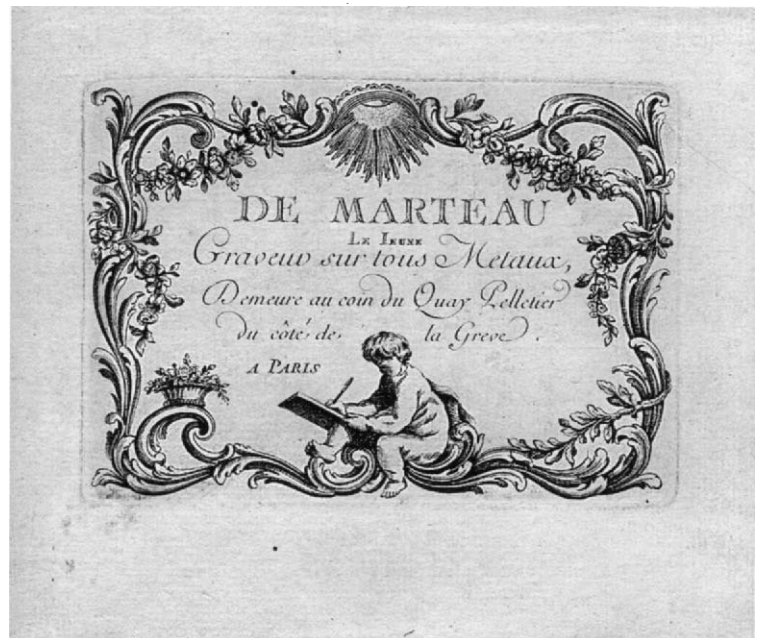 DE MARTEAU
LE IEUNE
Graveur sur tous Metaux,
Demeure au coin du Quay Pelletier
du côté de la Greve.
A PARIS